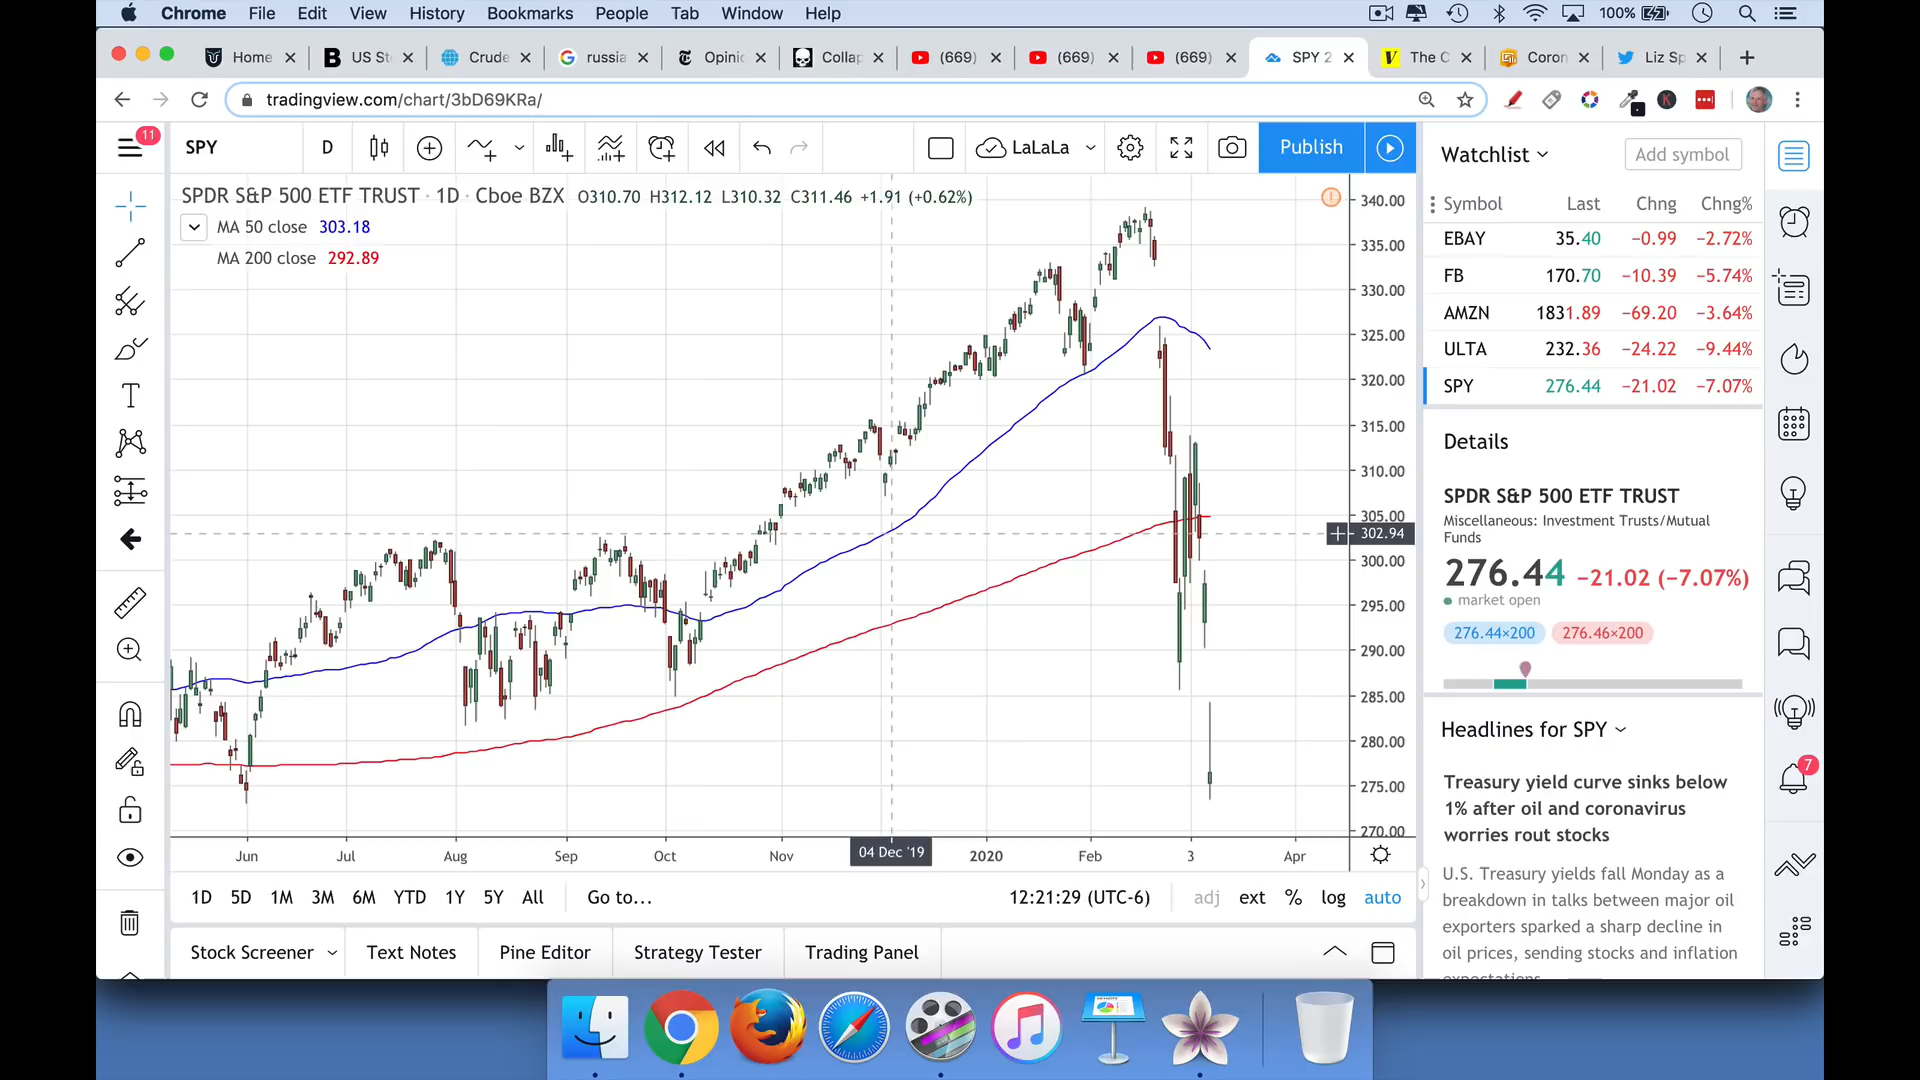 Chrome File Edit View History Bookmarks People Tab Window Help 100%
Home US St Crude russia Opinic Collap (669) (669) (669) SPY 2 The C Coron Liz Sp
tradingview.com/chart/3bD69KRa/
11
SPY D LaLaLa Publish
SPDR S&P 500 ETF TRUST · 1D · Cboe BZX O310.70 H312.12 L310.32 C311.46 +1.91 (+0.62%)
MA 50 close 303.18
MA 200 close 292.89
340.00
335.00
330.00
325.00
320.00
315.00
310.00
305.00
302.94
300.00
295.00
290.00
285.00
280.00
275.00
270.00
Jun Jul Aug Sep Oct Nov 04 Dec '19 2020 Feb 3 Apr
1D 5D 1M 3M 6M YTD 1Y 5Y All Go to... 12:21:29 (UTC-6) adj ext % log auto
Stock Screener Text Notes Pine Editor Strategy Tester Trading Panel
Watchlist Add symbol
Symbol Last Chng Chng%
EBAY 35.40 −0.99 −2.72%
FB 170.70 −10.39 −5.74%
AMZN 1831.89 −69.20 −3.64%
ULTA 232.36 −24.22 −9.44%
SPY 276.44 −21.02 −7.07%
Details
SPDR S&P 500 ETF TRUST
Miscellaneous: Investment Trusts/Mutual
Funds
276.44 −21.02 (−7.07%)
market open
276.44×200 276.46×200
Headlines for SPY
Treasury yield curve sinks below
1% after oil and coronavirus
worries rout stocks
U.S. Treasury yields fall Monday as a
breakdown in talks between major oil
exporters sparked a sharp decline in
oil prices, sending stocks and inflation
expectations
7
KEYNOTE